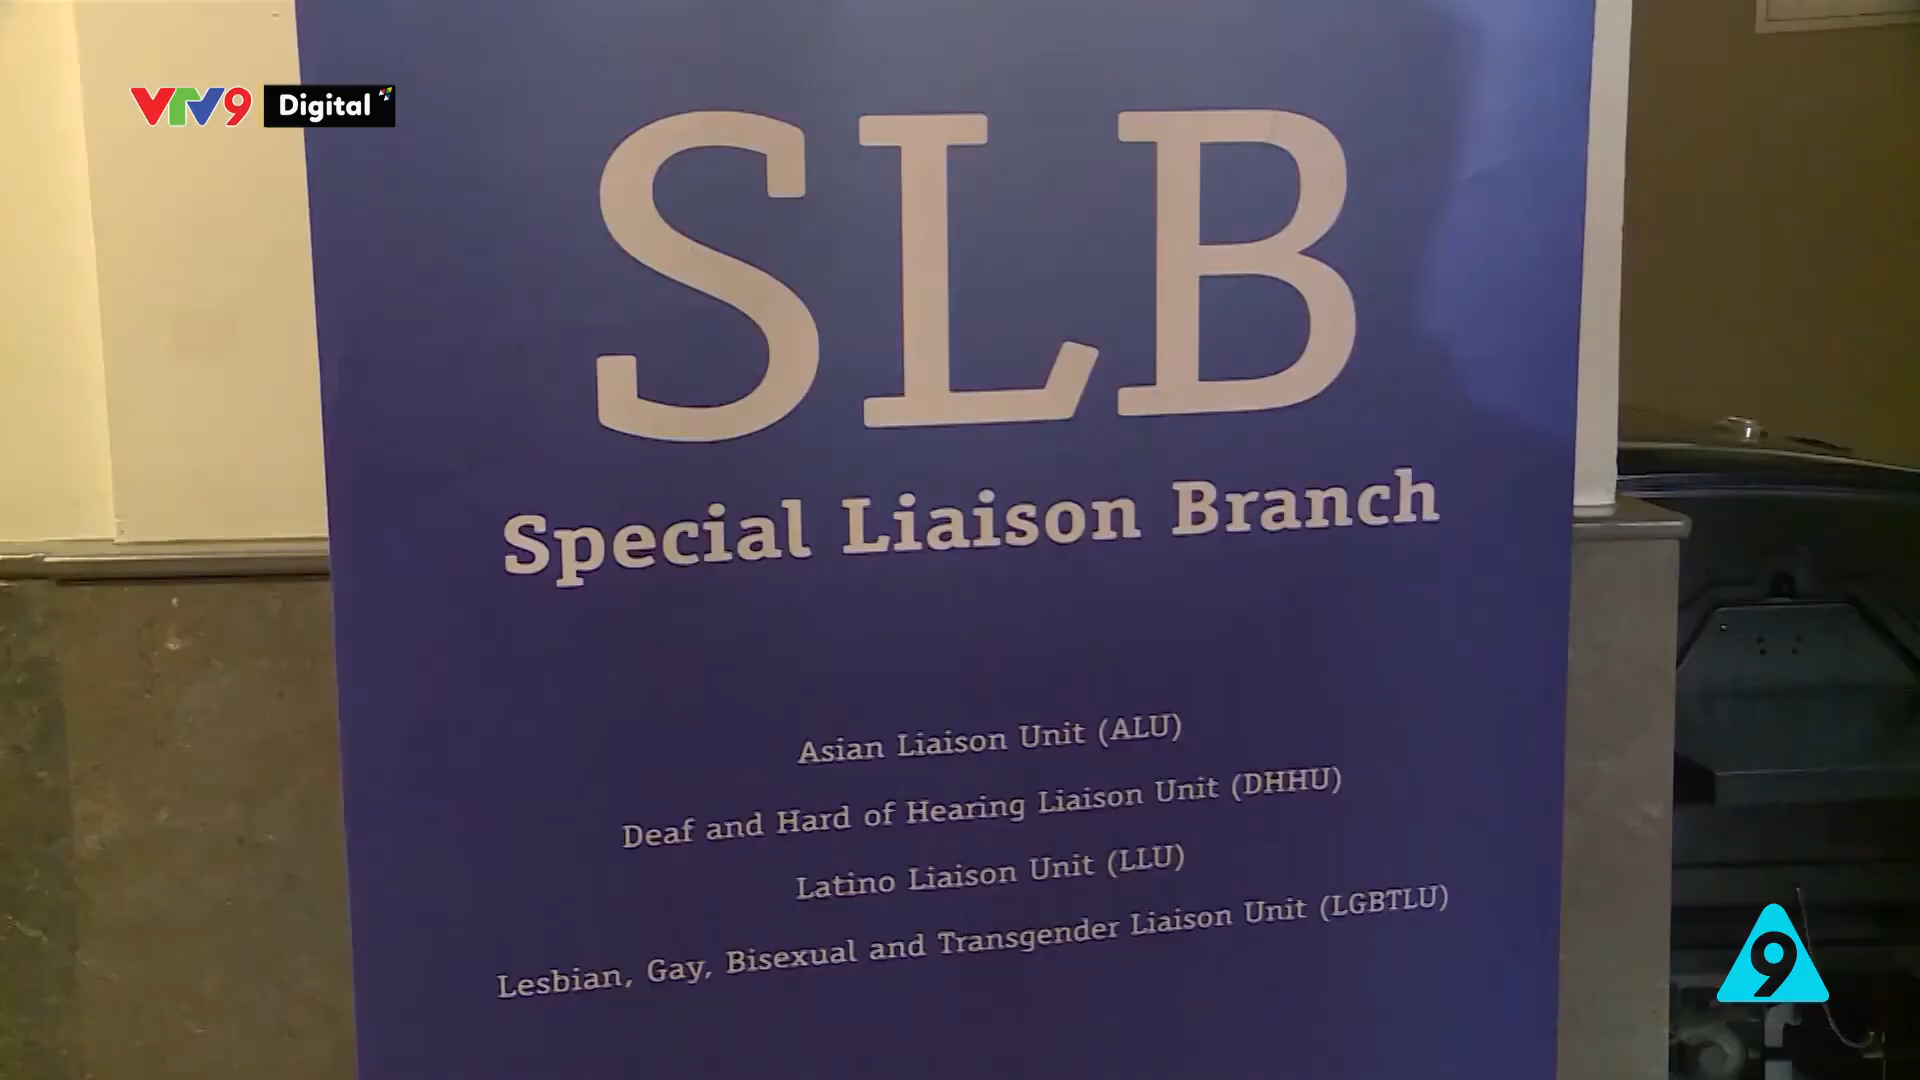 VTV9 Digital
SLB
Special Liaison Branch
Asian Liaison Unit (ALU)
Deaf and Hard of Hearing Liaison Unit (DHHU)
Latino Liaison Unit (LLU)
Lesbian, Gay, Bisexual and Transgender Liaison Unit (LGBTLU)
9